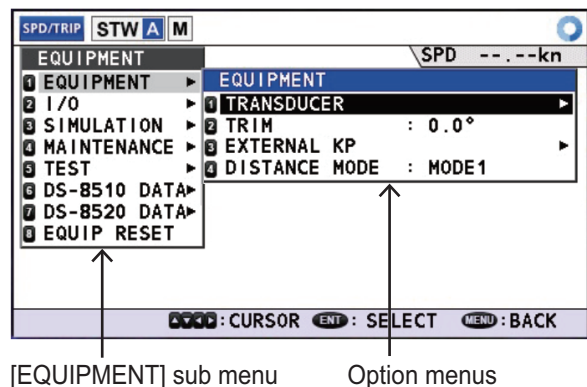 SPD/TRIP STW A M
EQUIPMENT
SPD --.--kn
1 EQUIPMENT ▶
2 I/O ▶
3 SIMULATION ▶
4 MAINTENANCE ▶
5 TEST ▶
6 DS-8510 DATA▶
7 DS-8520 DATA▶
8 EQUIP RESET
EQUIPMENT
1 TRANSDUCER ▶
2 TRIM : 0.0°
3 EXTERNAL KP ▶
4 DISTANCE MODE : MODE1
▲▼◀▶: CURSOR ENT: SELECT MENU: BACK
[EQUIPMENT] sub menu
Option menus